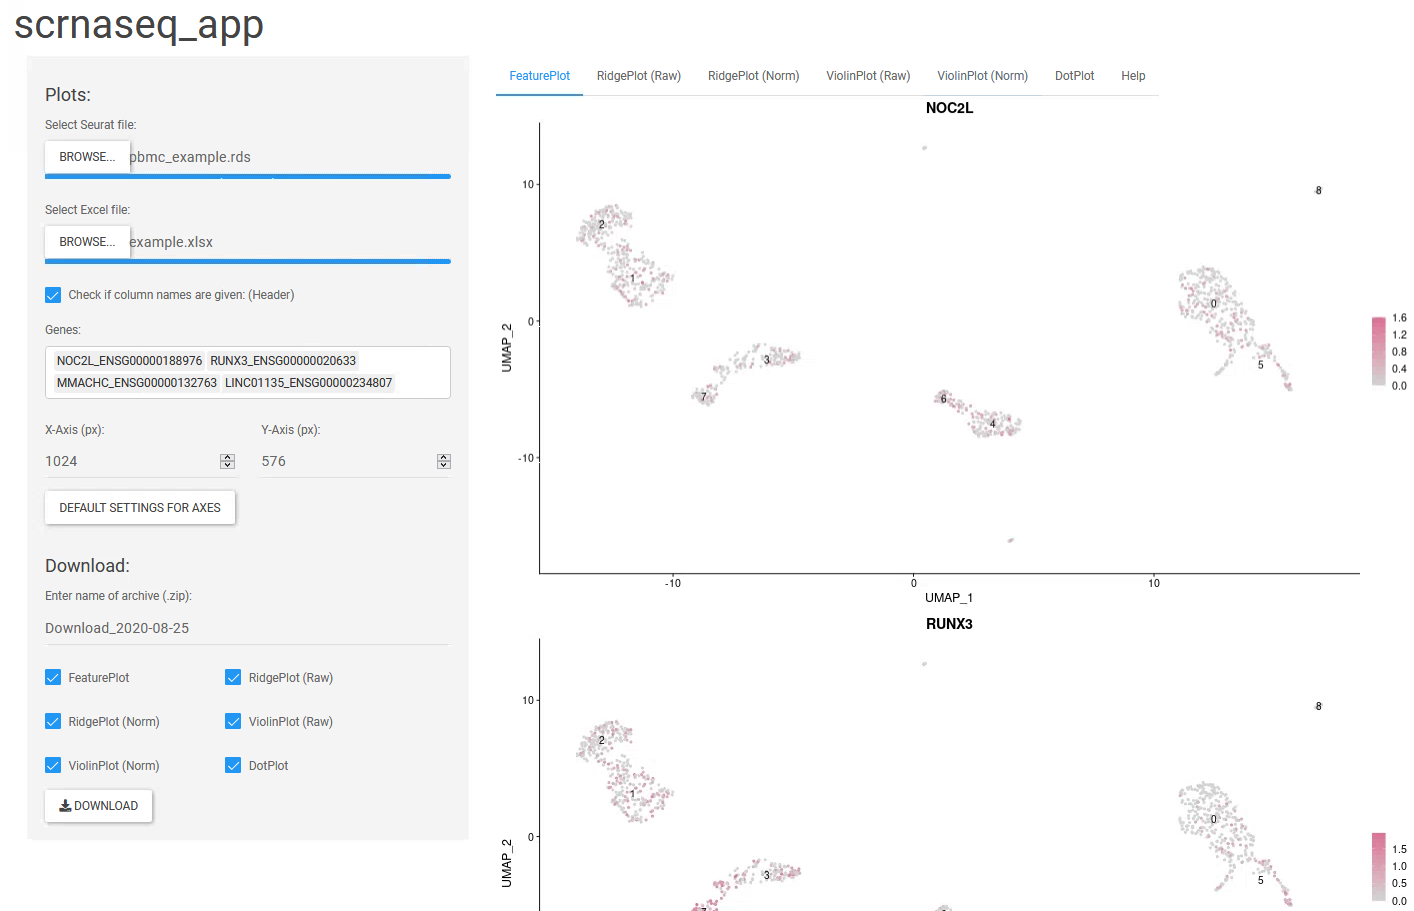 scrnaseq_app
Plots:
Select Seurat file:
BROWSE... pbmc_example.rds
Select Excel file:
BROWSE... example.xlsx
Check if column names are given: (Header)
Genes:
NOC2L_ENSG00000188976 RUNX3_ENSG00000020633
MMACHC_ENSG00000132763 LINC01135_ENSG00000234807
X-Axis (px): Y-Axis (px):
1024 576
DEFAULT SETTINGS FOR AXES
Download:
Enter name of archive (.zip):
Download_2020-08-25
FeaturePlot RidgePlot (Raw)
RidgePlot (Norm) ViolinPlot (Raw)
ViolinPlot (Norm) DotPlot
DOWNLOAD
FeaturePlot RidgePlot (Raw) RidgePlot (Norm) ViolinPlot (Raw) ViolinPlot (Norm) DotPlot Help
NOC2L
10
0
-10
UMAP_2
2
1
3
7
6
4
0
5
8
1.6
1.2
0.8
0.4
0.0
-10 0 10
UMAP_1
RUNX3
10
0
UMAP_2
2
1
3
0
5
8
1.5
1.0
0.5
0.0